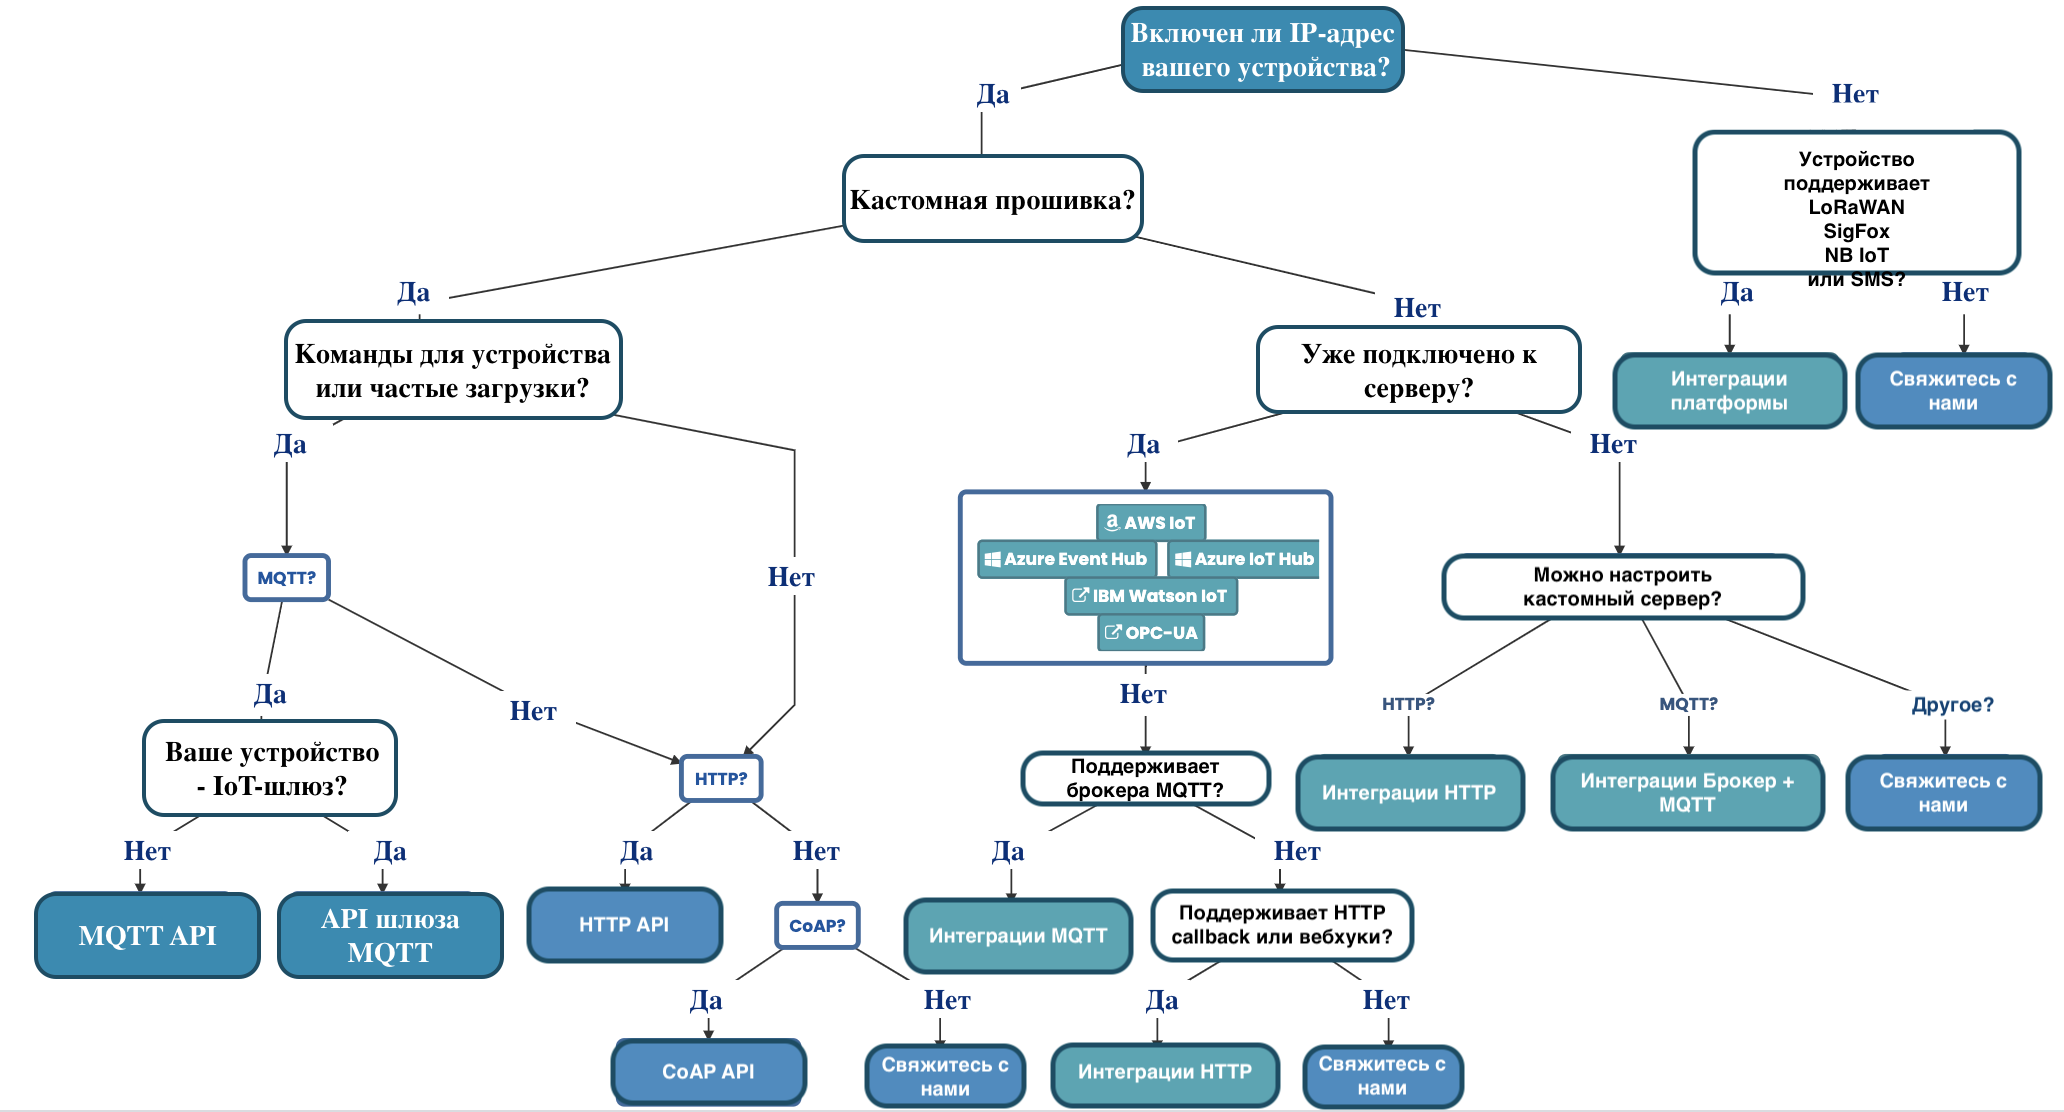 Включен ли IP-адрес
вашего устройства?
Да
Нет
Кастомная прошивка?
Устройство
поддерживает
LoRaWAN
SigFox
NB IoT
или SMS?
Да
Нет
Да
Нет
Команды для устройства
или частые загрузки?
Уже подключено к
серверу?
Интеграции
платформы
Свяжитесь с
нами
Да
Да
Нет
AWS IoT
Azure Event Hub
Azure IoT Hub
IBM Watson IoT
OPC-UA
MQTT?
Нет
Можно настроить
кастомный сервер?
Да
Нет
Нет
HTTP?
MQTT?
Другое?
Ваше устройство
- IoT-шлюз?
HTTP?
Поддерживает
брокера MQTT?
Интеграции HTTP
Интеграции Брокер +
MQTT
Свяжитесь с
нами
Нет
Да
Да
Нет
Да
Нет
MQTT API
API шлюза
MQTT
HTTP API
CoAP?
Интеграции MQTT
Поддерживает HTTP
callback или вебхуки?
Да
Нет
Да
Нет
CoAP API
Свяжитесь с
нами
Интеграции HTTP
Свяжитесь с
нами